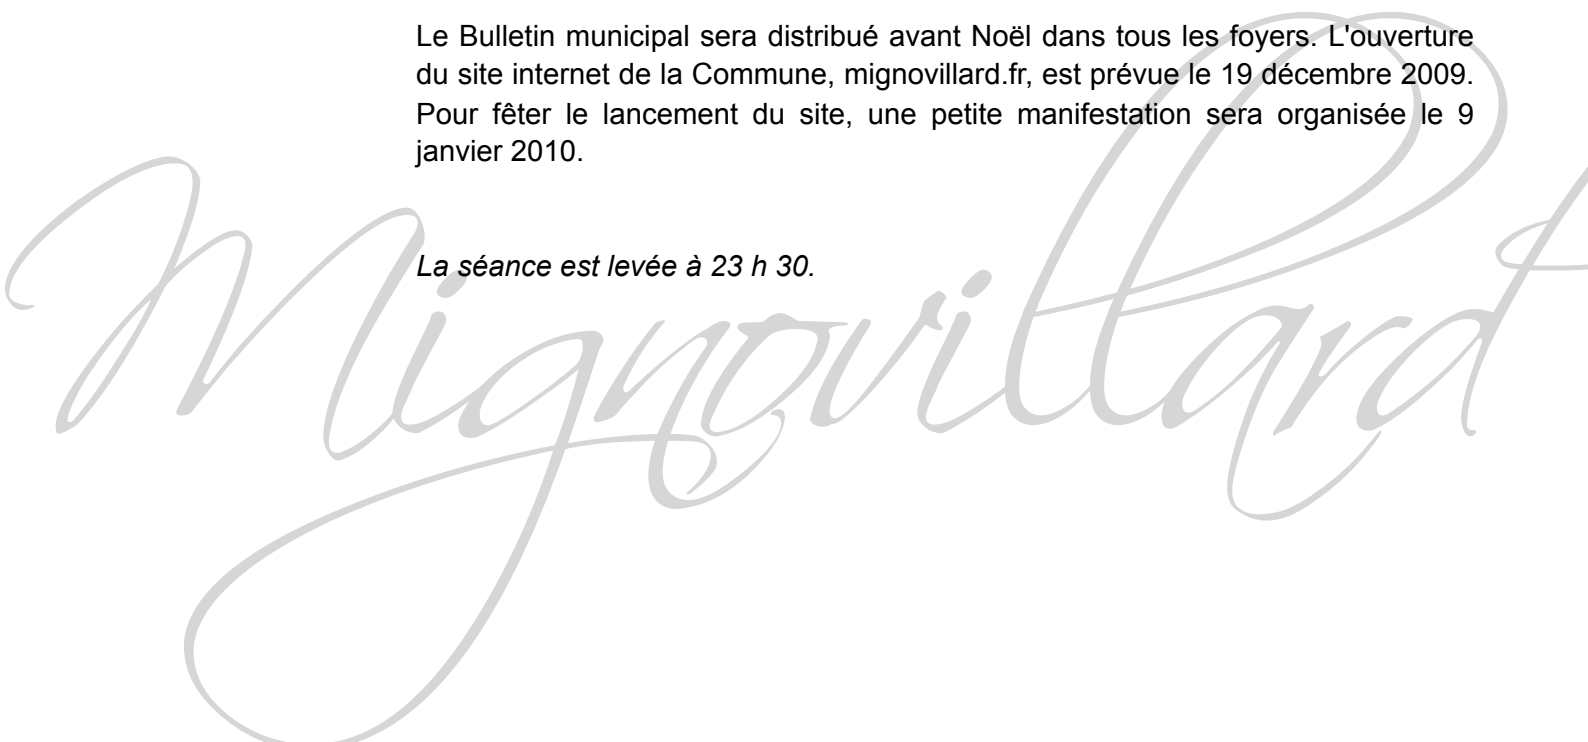 Le Bulletin municipal sera distribué avant Noël dans tous les foyers. L'ouverture
du site internet de la Commune, mignovillard.fr, est prévue le 19 décembre 2009.
Pour fêter le lancement du site, une petite manifestation sera organisée le 9
janvier 2010.
La séance est levée à 23 h 30.
Mignovillard